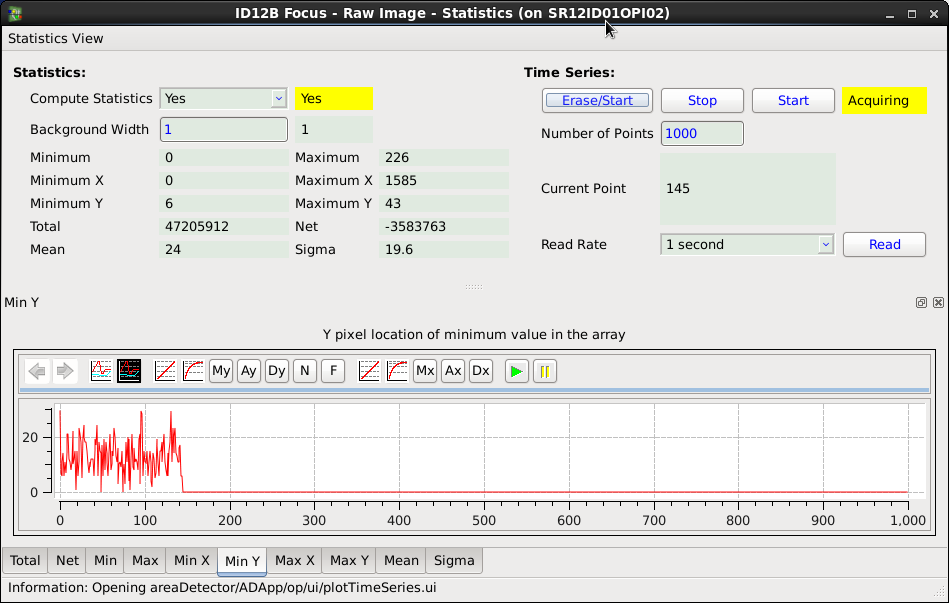 ID12B Focus - Raw Image - Statistics (on SR12ID01OPI02)
Statistics View
Statistics: Time Series:
Compute Statistics Yes Yes Erase/Start Stop Start Acquiring
Background Width 1 1 Number of Points 1000
Minimum 0 Maximum 226
Minimum X 0 Maximum X 1585 Current Point 145
Minimum Y 6 Maximum Y 43
Total 47205912 Net -3583763
Mean 24 Sigma 19.6 Read Rate 1 second Read
Min Y
Y pixel location of minimum value in the array
My Ay Dy N F Mx Ax Dx
20
0
0 100 200 300 400 500 600 700 800 900 1,000
Total Net Min Max Min X Min Y Max X Max Y Mean Sigma
Information: Opening areaDetector/ADApp/op/ui/plotTimeSeries.ui